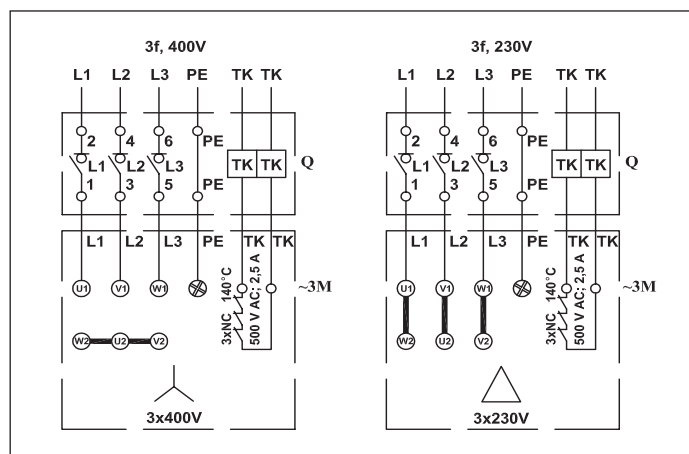 3f, 400V
L1 L2 L3 PE TK TK
2 4 6 PE
L1 L2 L3 TK TK Q
1 3 5 PE
L1 L2 L3 PE TK TK
U1 V1 W1 ~3M
3xNC 140°C
500 V AC; 2,5 A
W2 U2 V2
3x400V
3f, 230V
L1 L2 L3 PE TK TK
2 4 6 PE
L1 L2 L3 TK TK Q
1 3 5 PE
L1 L2 L3 PE TK TK
U1 V1 W1 ~3M
3xNC 140°C
500 V AC; 2,5 A
W2 U2 V2
3x230V